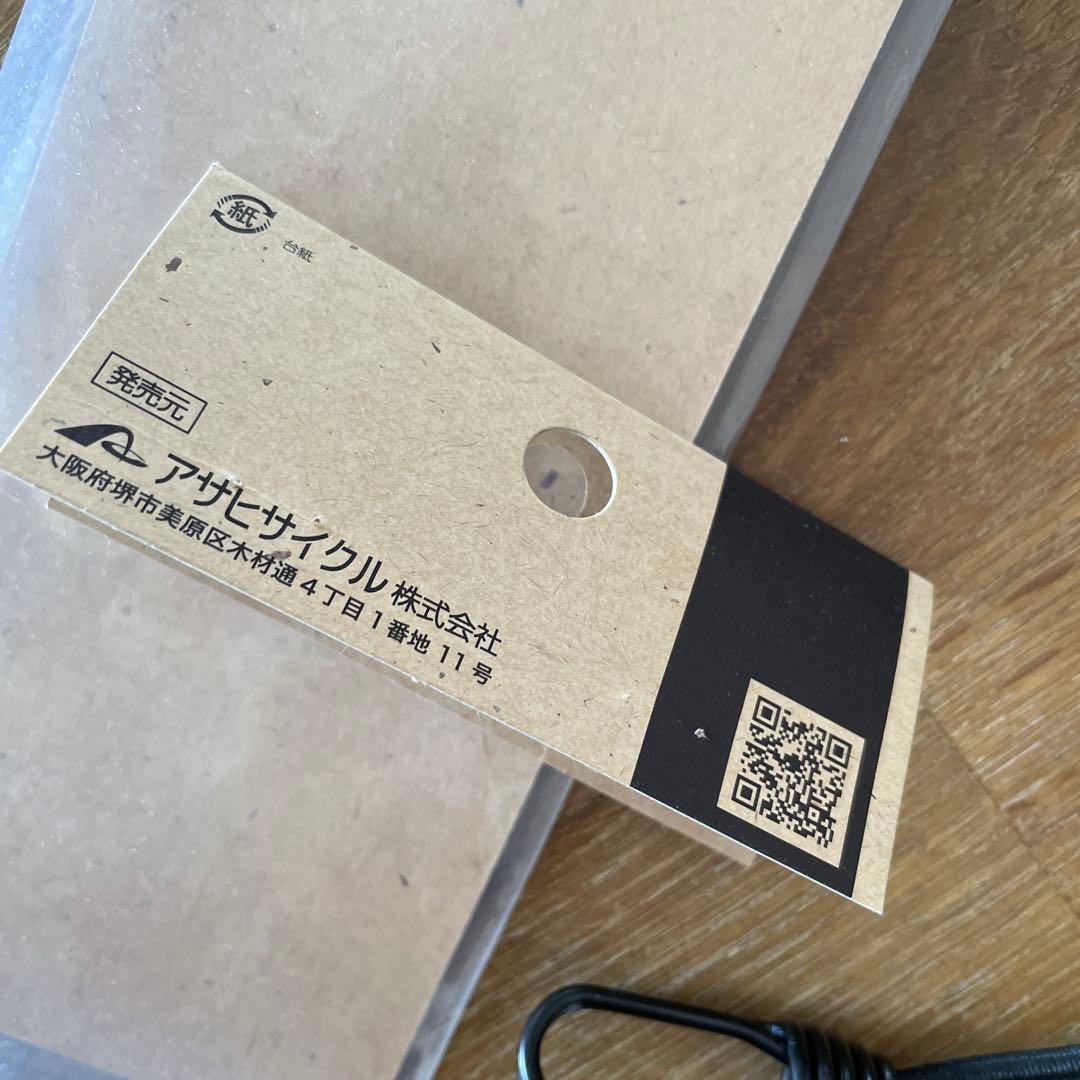 紙
台紙
発売元
アサヒサイクル株式会社
大阪府堺市美原区木材通4丁目1番地11号